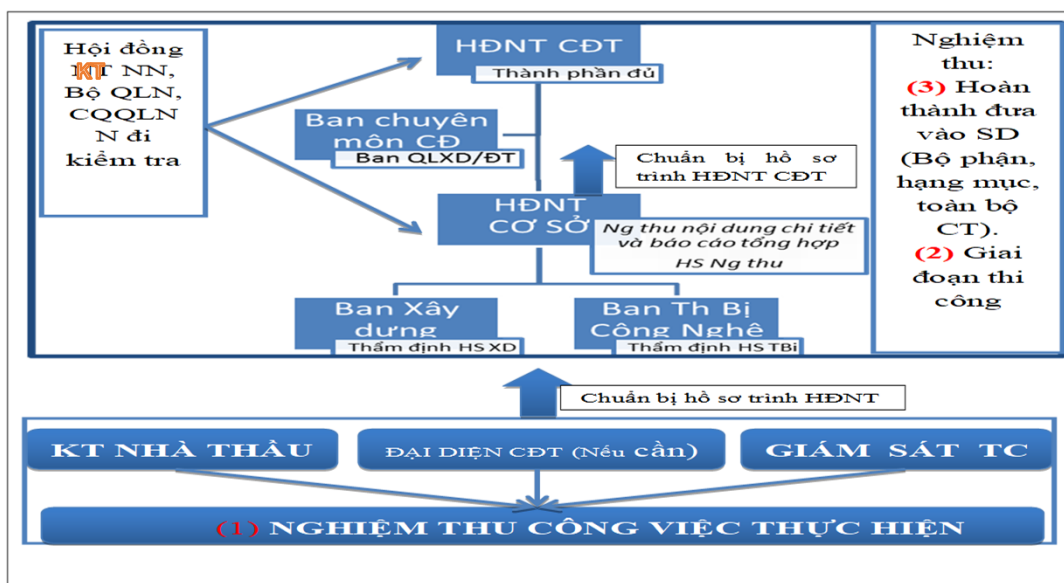 Hội đồng
KT
NT NN,
Bộ QLN,
CQQLN
N đi
kiểm tra
HĐNT CĐT
Thành phần đủ
Ban chuyên
môn CĐ
Ban QLXD/ĐT
Chuẩn bị hồ sơ
trình HĐNT CĐT
HĐNT
CƠ SỞ
Ng thu nội dung chi tiết
và báo cáo tổng hợp
HS Ng thu
Ban Xây
dựng
Thẩm định HS XD
Ban Th Bị
Công Nghệ
Thẩm định HS TBi
Nghiệm
thu:
(3) Hoàn
thành đưa
vào SD
(Bộ phận,
hạng mục,
toàn bộ
CT).
(2) Giai
đoạn thi
công
Chuẩn bị hồ sơ trình HĐNT
KT NHÀ THẦU
ĐẠI DIỆN CĐT (Nếu cần)
GIÁM SÁT TC
(1) NGHIỆM THU CÔNG VIỆC THỰC HIỆN